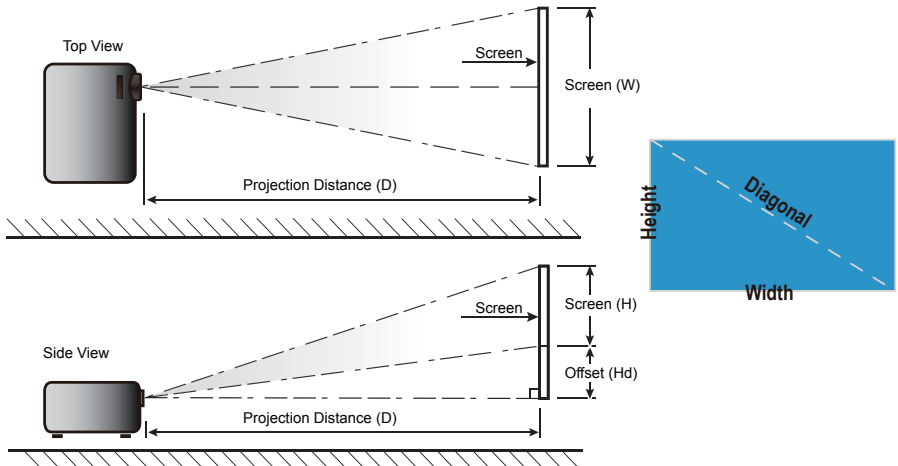 Top View
Screen
Screen (W)
Projection Distance (D)
Height
Diagonal
Width
Screen
Screen (H)
Side View
Offset (Hd)
Projection Distance (D)